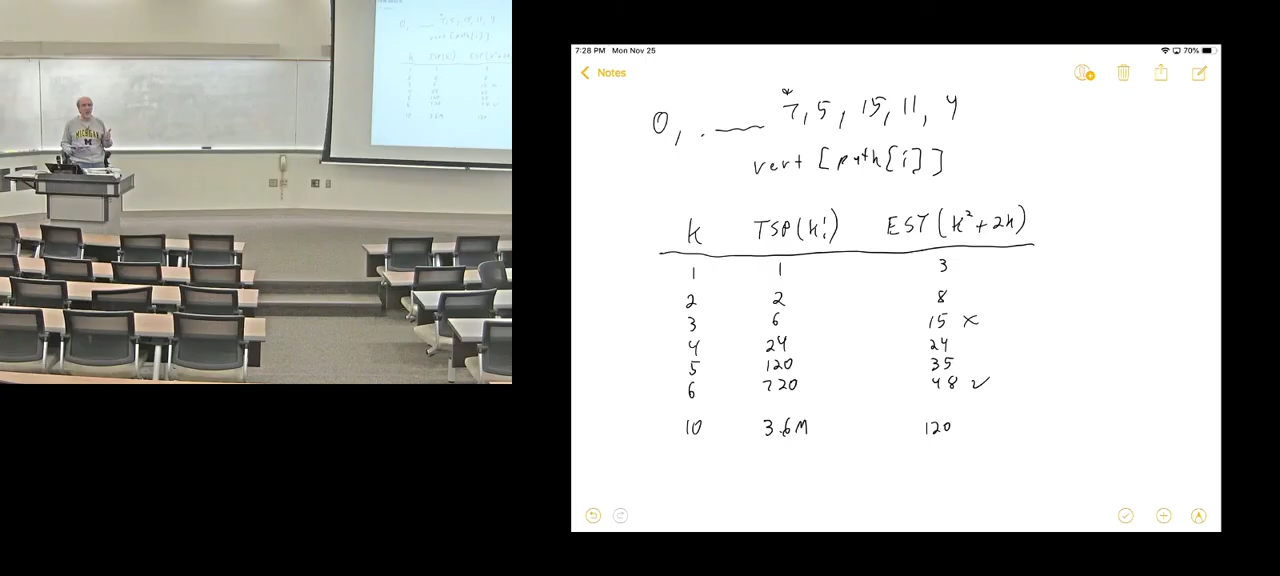 7:28 PM Mon Nov 25
70%
Notes
0, . — 7, 5, 15, 11, 4
vert [path[i]]
k TSP(k!) EST(k²+2k)
1 1 3
2 2 8
3 6 15 x
4 24 24
5 120 35
6 720 48 ✓
10 3.6M 120
MICHIGAN
M